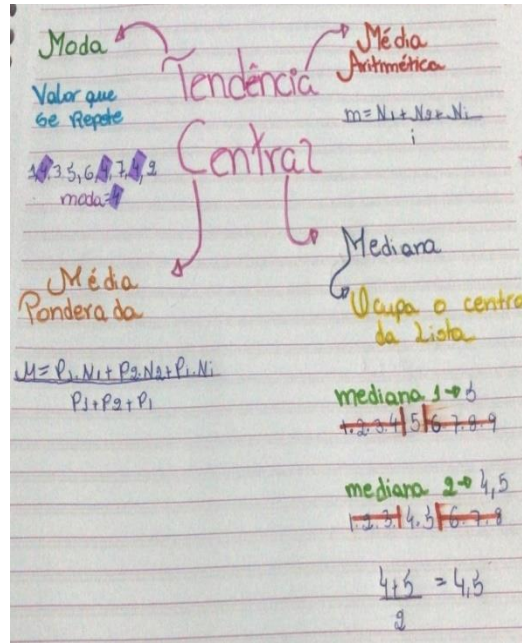 Moda
Valor que
se Repete
1,4,3,5,6,4,7,4,2
moda=4
Tendência
Central
Média
Aritmética
m=N1+N2+Ni
i
Média
Ponderada
M=P1.N1+P2.N2+Pi.Ni
P1+P2+Pi
Mediana
Ocupa o centro
da Lista
mediana 1→5
1.2.3.4|5|6.7.8.9
mediana 2→4,5
1.2.3|4.5|6.7.8
4+5 = 4,5
2